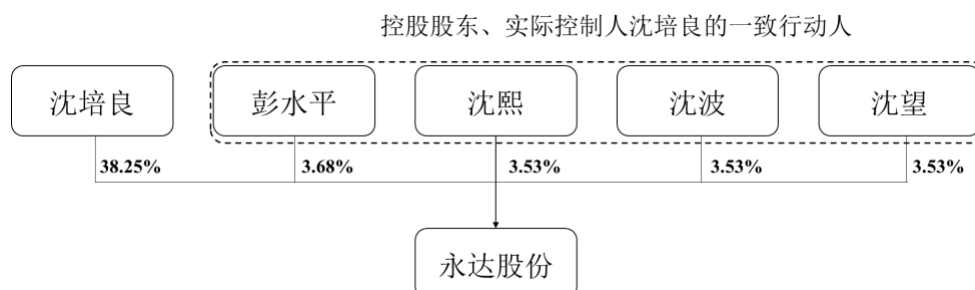 控股股东、实际控制人沈培良的一致行动人
沈培良 彭水平 沈熙 沈波 沈望
38.25% 3.68% 3.53% 3.53% 3.53%
永达股份